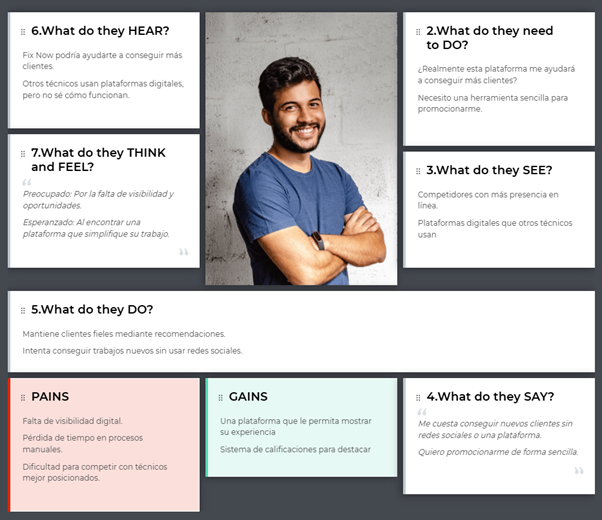 6.What do they HEAR?
Fix Now podría ayudarte a conseguir más
clientes.
Otros técnicos usan plataformas digitales,
pero no sé cómo funcionan.
2.What do they need
to DO?
¿Realmente esta plataforma me ayudará
a conseguir más clientes?
Necesito una herramienta sencilla para
promocionarme.
7.What do they THINK
and FEEL?
“
Preocupado: Por la falta de visibilidad y
oportunidades.
Esperanzado: Al encontrar una
plataforma que simplifique su trabajo.
”
3.What do they SEE?
Competidores con más presencia en
línea.
Plataformas digitales que otros técnicos
usan
5.What do they DO?
Mantiene clientes fieles mediante recomendaciones.
Intenta conseguir trabajos nuevos sin usar redes sociales.
PAINS
Falta de visibilidad digital.
Pérdida de tiempo en procesos
manuales.
Dificultad para competir con técnicos
mejor posicionados.
GAINS
Una plataforma que le permita mostrar
su experiencia
Sistema de calificaciones para destacar
4.What do they SAY?
“
Me cuesta conseguir nuevos clientes sin
redes sociales o una plataforma.
Quiero promocionarme de forma sencilla.
”